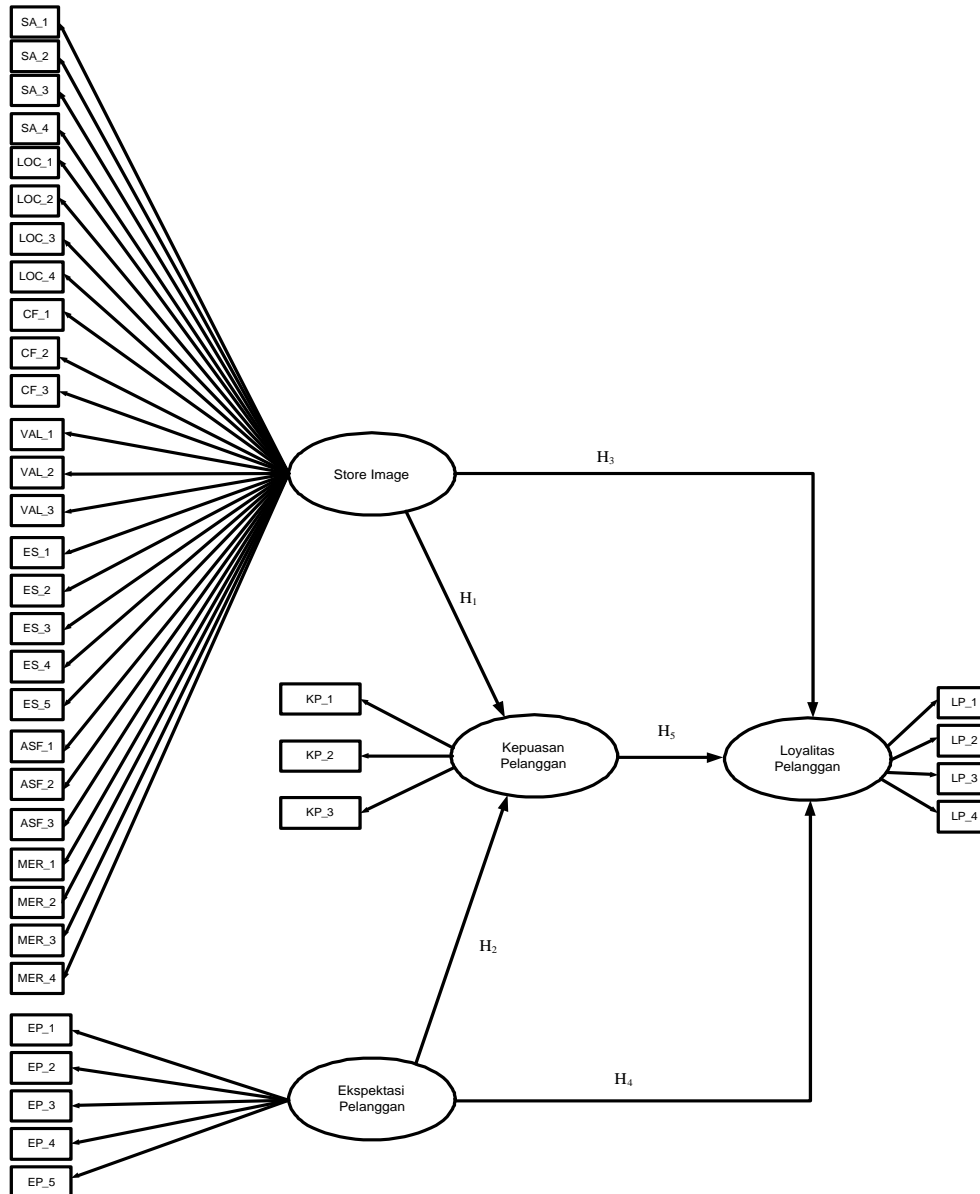 SA_1
SA_2
SA_3
SA_4
LOC_1
LOC_2
LOC_3
LOC_4
CF_1
CF_2
CF_3
VAL_1
VAL_2
VAL_3
ES_1
ES_2
ES_3
ES_4
ES_5
ASF_1
ASF_2
ASF_3
MER_1
MER_2
MER_3
MER_4
EP_1
EP_2
EP_3
EP_4
EP_5
Store Image
H₃
H₁
KP_1
KP_2
KP_3
Kepuasan
Pelanggan
H₅
Loyalitas
Pelanggan
LP_1
LP_2
LP_3
LP_4
H₂
Ekspektasi
Pelanggan
H₄